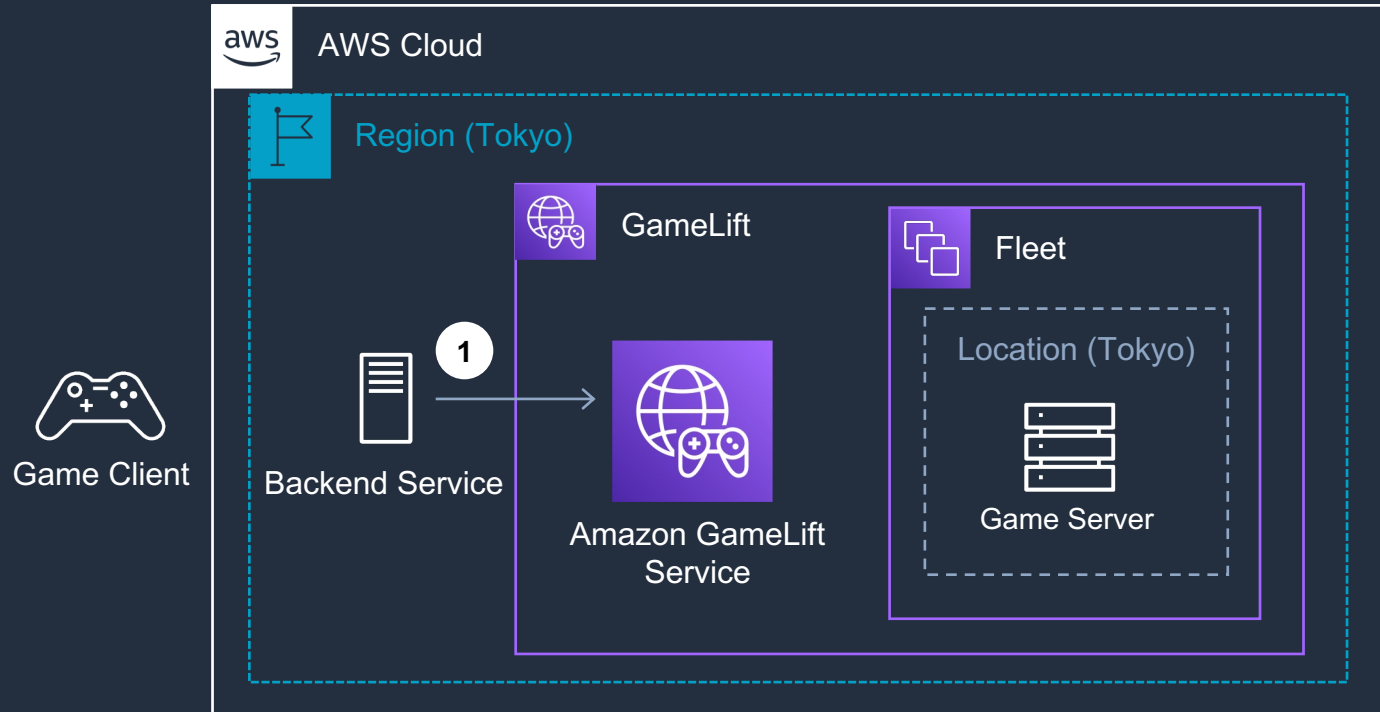 aws
AWS Cloud
Region (Tokyo)
GameLift
Fleet
1
Location (Tokyo)
Game Client
Backend Service
Amazon GameLift
Service
Game Server